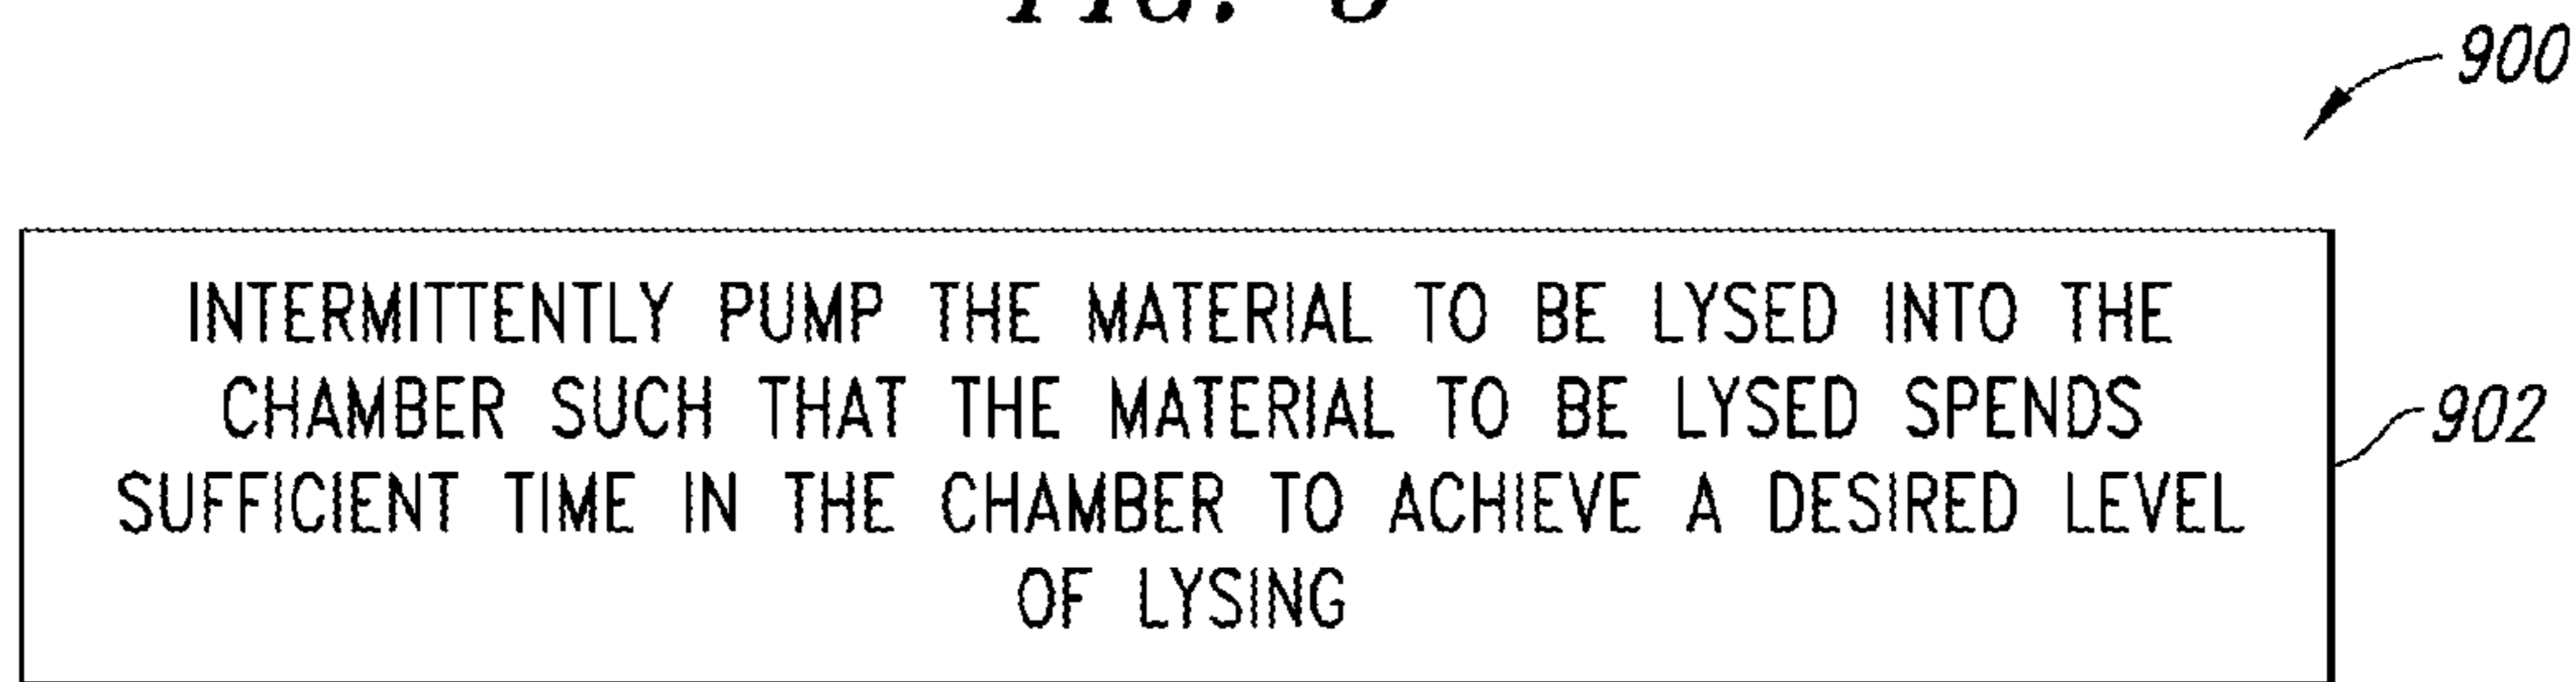 FIG.
900
INTERMITTENTLY PUMP THE MATERIAL TO BE LYSED INTO THE
CHAMBER SUCH THAT THE MATERIAL TO BE LYSED SPENDS
902
SUFFICIENT TIME IN THE CHAMBER TO ACHIEVE A DESIRED LEVEL
OF LYSING